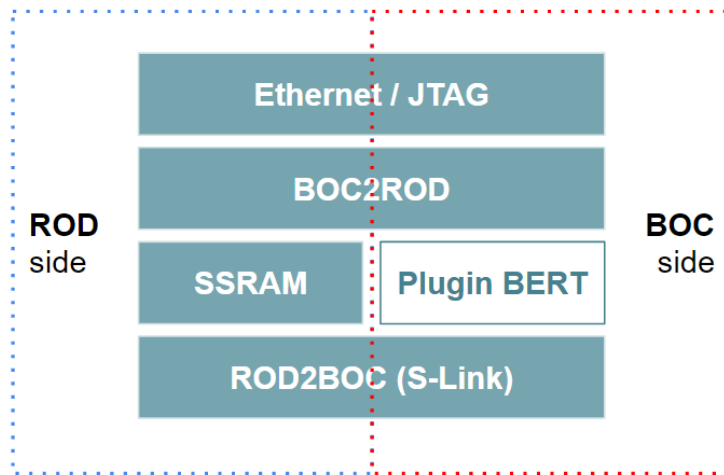 Ethernet / JTAG
BOC2ROD
ROD
side
BOC
side
SSRAM
Plugin BERT
ROD2BOC (S-Link)